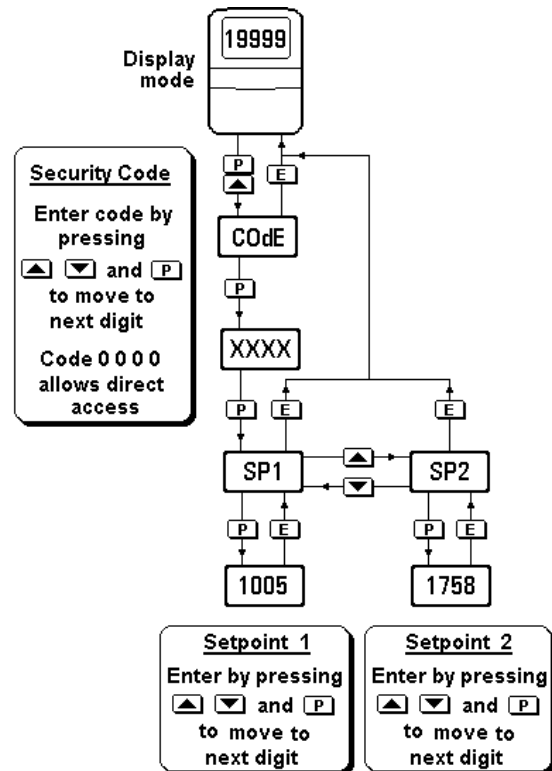 19999
Display
mode
P
E
Security Code
Enter code by
pressing
and P
to move to
next digit
Code 0 0 0 0
allows direct
access
COdE
P
XXXX
P
E
E
SP1
SP2
P
E
P
E
1005
1758
Setpoint 1
Enter by pressing
and P
to move to
next digit
Setpoint 2
Enter by pressing
and P
to move to
next digit